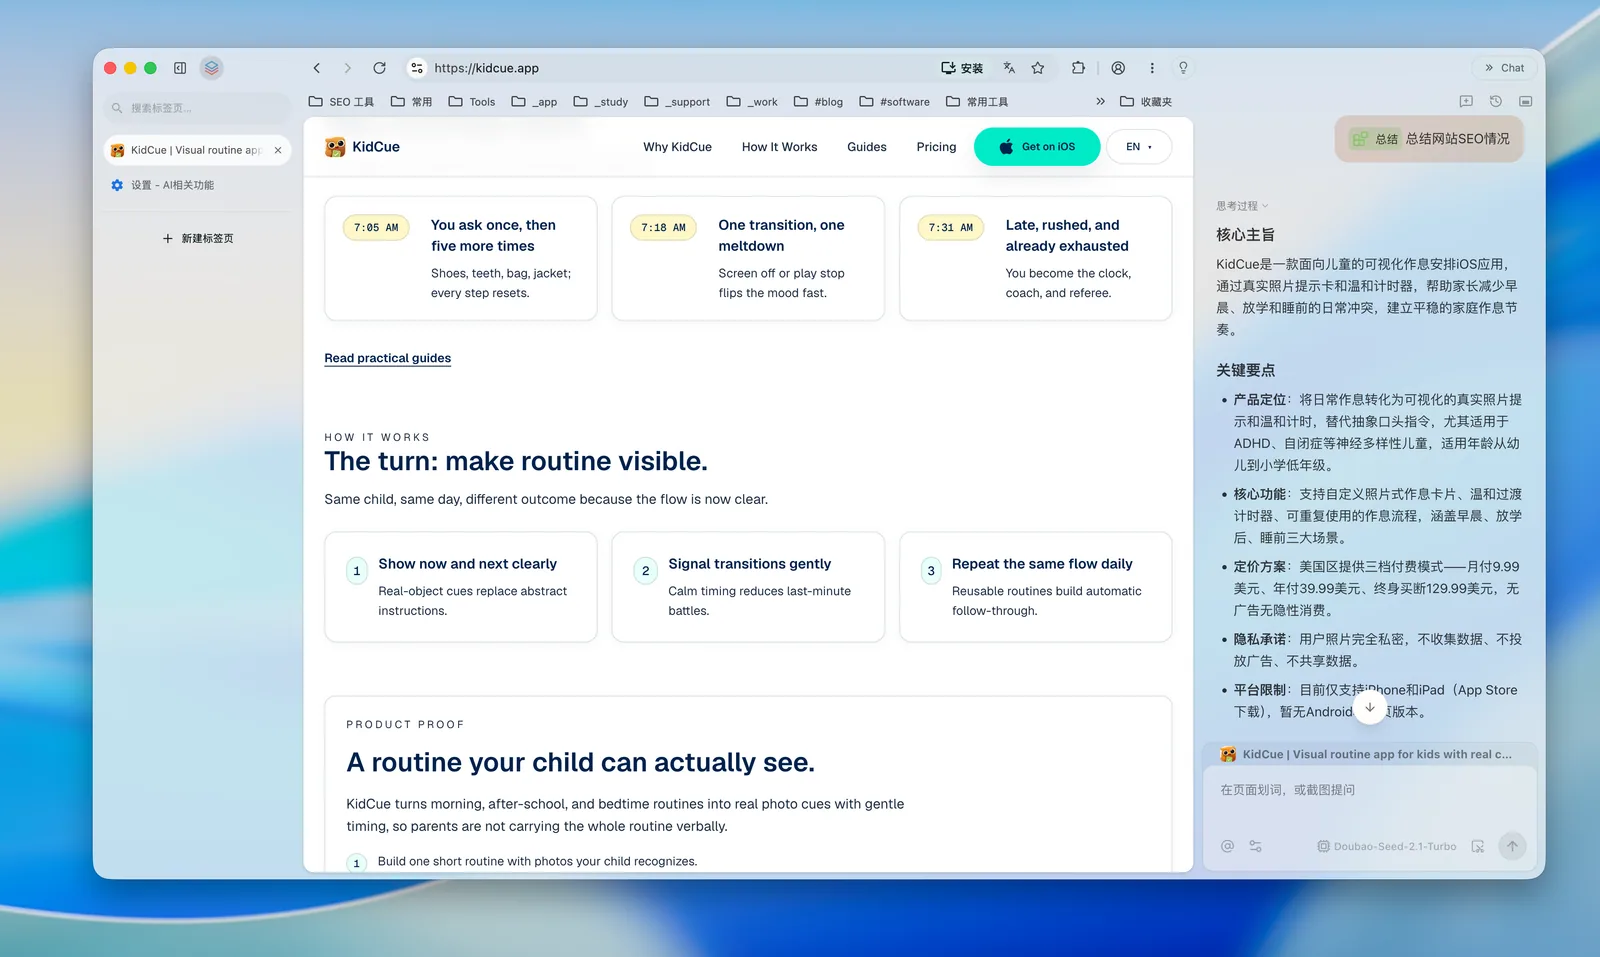 https://kidcue.app
安装
Chat
搜索标签页...
SEO 工具
常用
Tools
_app
_study
_support
_work
#blog
#software
常用工具
收藏夹
KidCue | Visual routine app
设置 - AI相关功能
新建标签页
KidCue
Why KidCue
How It Works
Guides
Pricing
Get on iOS
EN
7:05 AM
You ask once, then
five more times
Shoes, teeth, bag, jacket;
every step resets.
7:18 AM
One transition, one
meltdown
Screen off or play stop
flips the mood fast.
7:31 AM
Late, rushed, and
already exhausted
You become the clock,
coach, and referee.
Read practical guides
HOW IT WORKS
The turn: make routine visible.
Same child, same day, different outcome because the flow is now clear.
1
Show now and next clearly
Real-object cues replace abstract
instructions.
2
Signal transitions gently
Calm timing reduces last-minute
battles.
3
Repeat the same flow daily
Reusable routines build automatic
follow-through.
PRODUCT PROOF
A routine your child can actually see.
KidCue turns morning, after-school, and bedtime routines into real photo cues with gentle
timing, so parents are not carrying the whole routine verbally.
1
Build one short routine with photos your child recognizes.
总结 总结网站SEO情况
思考过程
核心主旨
KidCue是一款面向儿童的可视化作息安排iOS应用，
通过真实照片提示卡和温和计时器，帮助家长减少早
晨、放学和睡前的日常冲突，建立平稳的家庭作息节
奏。
关键要点
• 产品定位：将日常作息转化为可视化的真实照片提
示和温和计时，替代抽象口头指令，尤其适用于
ADHD、自闭症等神经多样性儿童，适用年龄从幼
儿到小学低年级。
• 核心功能：支持自定义照片式作息卡片、温和过渡
计时器、可重复使用的作息流程，涵盖早晨、放学
后、睡前三大场景。
• 定价方案：美国区提供三档付费模式——月付9.99
美元、年付39.99美元、终身买断129.99美元，无
广告无隐性消费。
• 隐私承诺：用户照片完全私密，不收集数据、不投
放广告、不共享数据。
• 平台限制：目前仅支持iPhone和iPad（App Store
下载），暂无Android 页版本。
KidCue | Visual routine app for kids with real c...
在页面划词，或截图提问
Doubao-Seed-2.1-Turbo